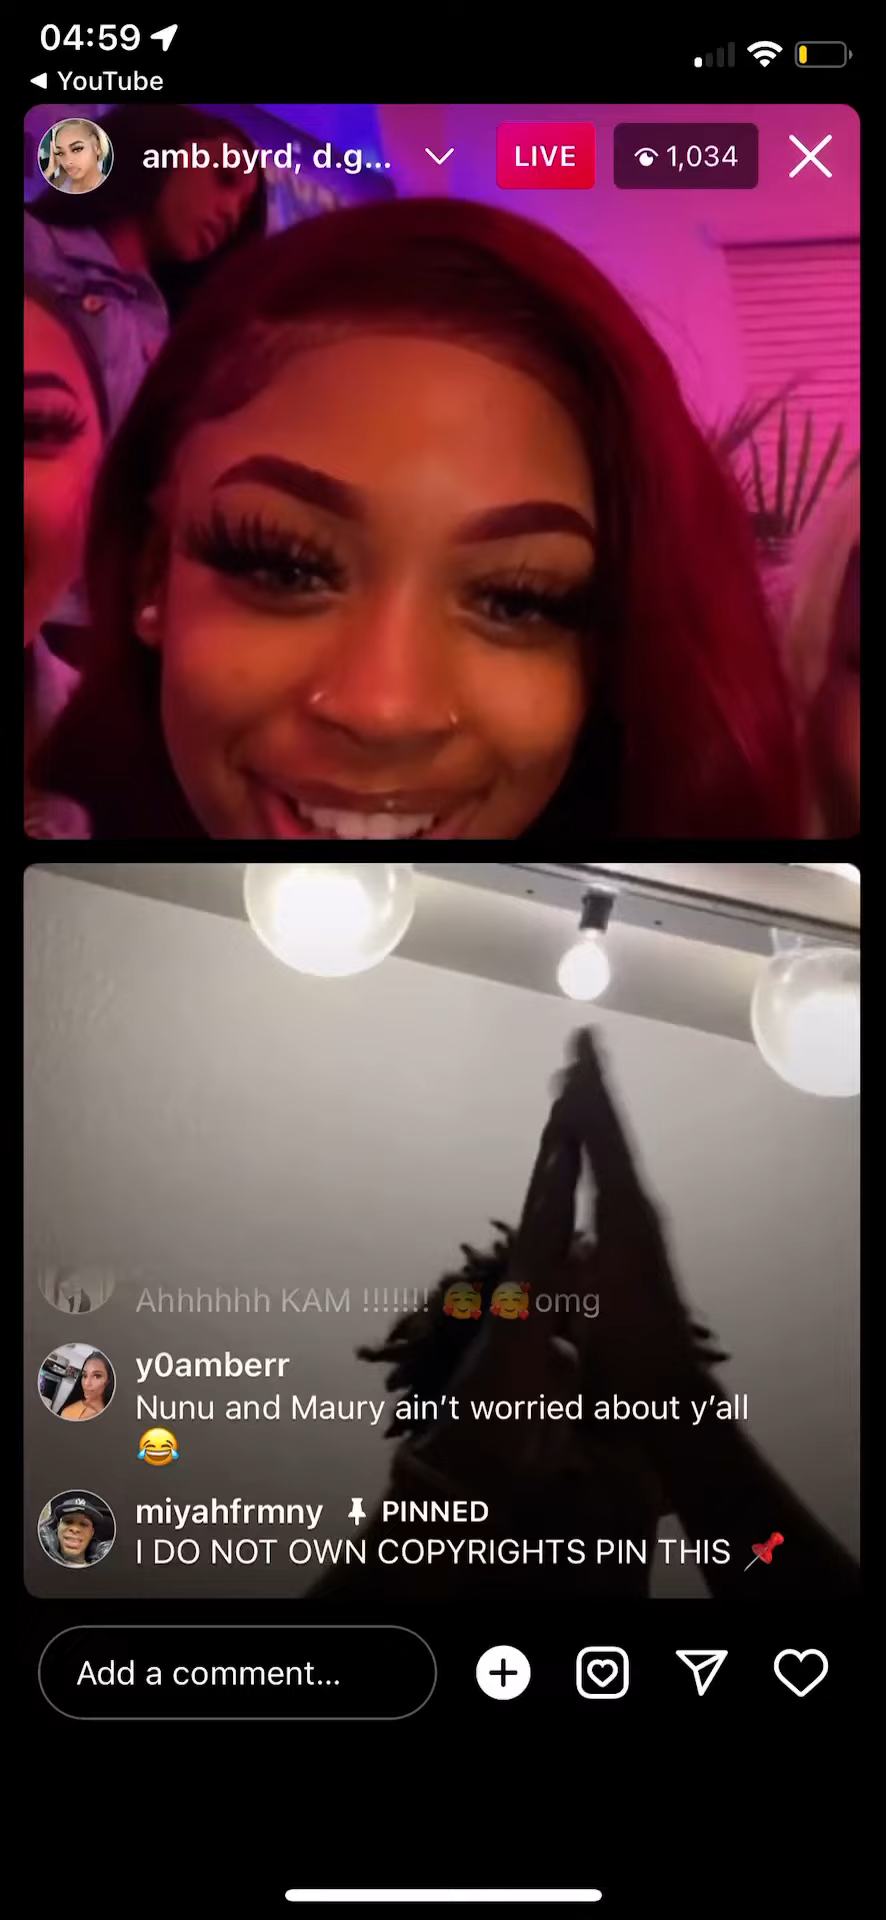 04:59
YouTube
amb.byrd, d.g...
LIVE
1,034
Ahhhhhh KAM !!!!!!! 🥰🥰omg
y0amberr
Nunu and Maury ain't worried about y'all
😂
miyahfrmny PINNED
I DO NOT OWN COPYRIGHTS PIN THIS 📌
Add a comment...